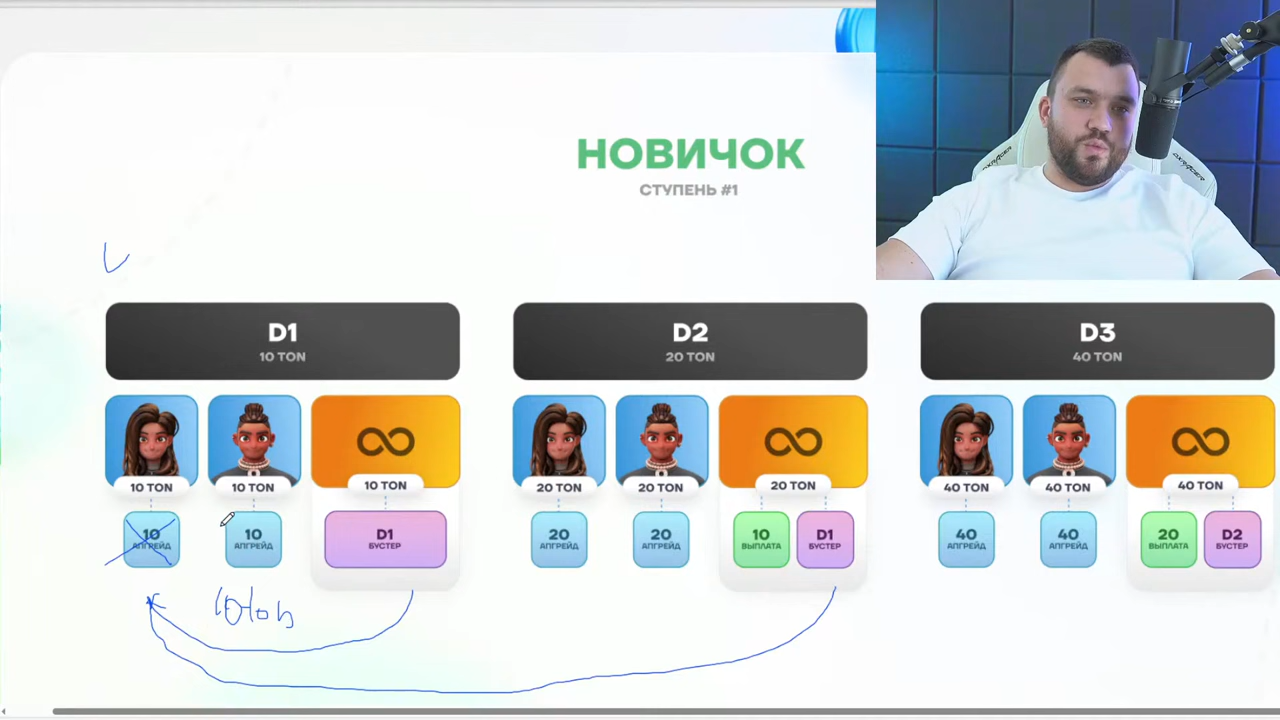 НОВИЧОК
СТУПЕНЬ #1
D1
10 TON
D2
20 TON
D3
40 TON
10 TON
10 TON
10 TON
20 TON
20 TON
20 TON
40 TON
40 TON
40 TON
10
АПГРЕЙД
10
АПГРЕЙД
D1
БУСТЕР
20
АПГРЕЙД
20
АПГРЕЙД
10
ВЫПЛАТА
D1
БУСТЕР
40
АПГРЕЙД
40
АПГРЕЙД
20
ВЫПЛАТА
D2
БУСТЕР
10ton